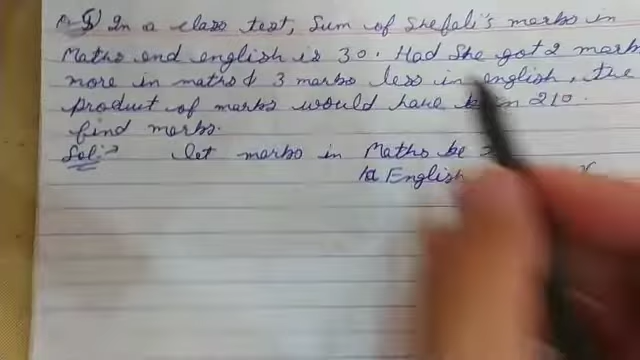 5) In a class test, Sum of Shefali's marks in
Maths and english is 30. Had She got 2 marks
more in maths & 3 marks less in english, the
product of marks would have been 210.
find marks.
Sol:→ let marks in Maths be
English